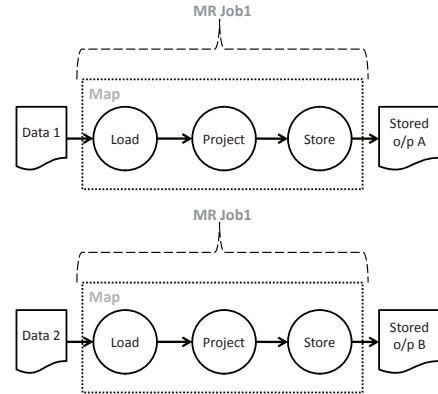 MR Job1
Map
Data 1
Load
Project
Store
Stored
o/p A
MR Job1
Map
Data 2
Load
Project
Store
Stored
o/p B